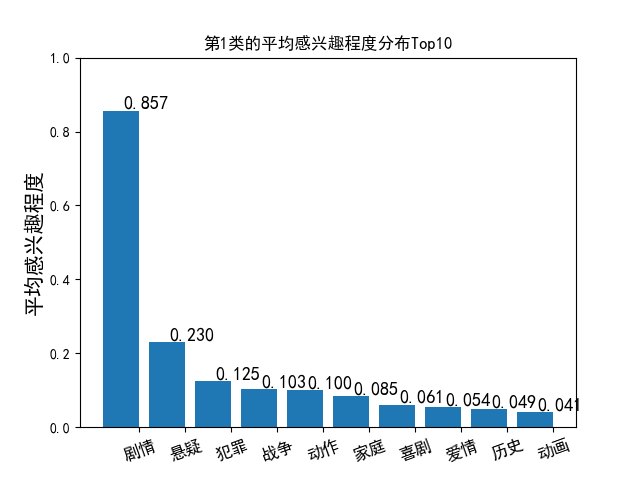 第1类的平均感兴趣程度分布Top10
平均感兴趣程度
1.0
0.8
0.6
0.4
0.2
0.0
0.857
0.230
0.125
0.103
0.100
0.085
0.061
0.054
0.049
0.041
剧情
悬疑
犯罪
战争
动作
家庭
喜剧
爱情
历史
动画